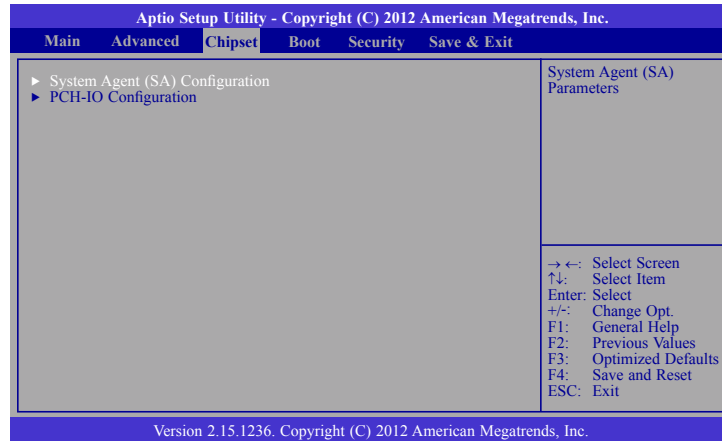 Aptio Setup Utility - Copyright (C) 2012 American Megatrends, Inc.
Main Advanced Chipset Boot Security Save & Exit
► System Agent (SA) Configuration
► PCH-IO Configuration
System Agent (SA)
Parameters
→←: Select Screen
↑↓: Select Item
Enter: Select
+/-: Change Opt.
F1: General Help
F2: Previous Values
F3: Optimized Defaults
F4: Save and Reset
ESC: Exit
Version 2.15.1236. Copyright (C) 2012 American Megatrends, Inc.